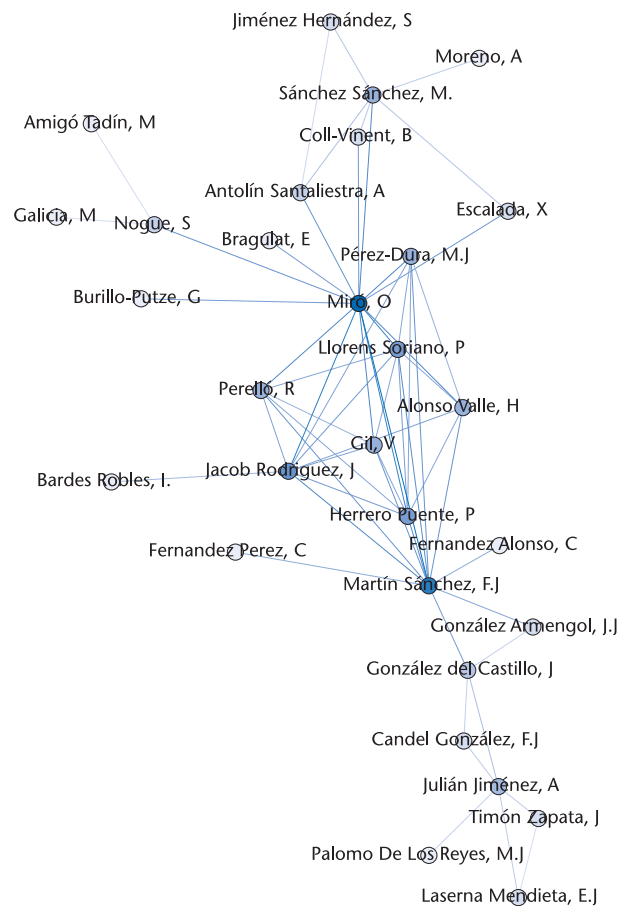 Jiménez Hernández, S
Moreno, A
Sánchez Sánchez, M.
Amigó Tadín, M
Coll-Vinent, B
Antolín Santaliestra, A
Galicia, M
Nogue, S
Escalada, X
Bragulat, E
Pérez-Dura, M.J
Burillo-Putze, G
Miró, O
Llorens Soriano, P
Perelló, R
Alonso Valle, H
Gil, V
Jacob Rodriguez, J
Bardes Robles, I.
Herrero Puente, P
Fernandez Perez, C
Fernandez Alonso, C
Martín Sánchez, F.J
González Armengol, J.J
González del Castillo, J
Candel González, F.J
Julián Jiménez, A
Timón Zapata, J
Palomo De Los Reyes, M.J
Laserna Mendieta, E.J